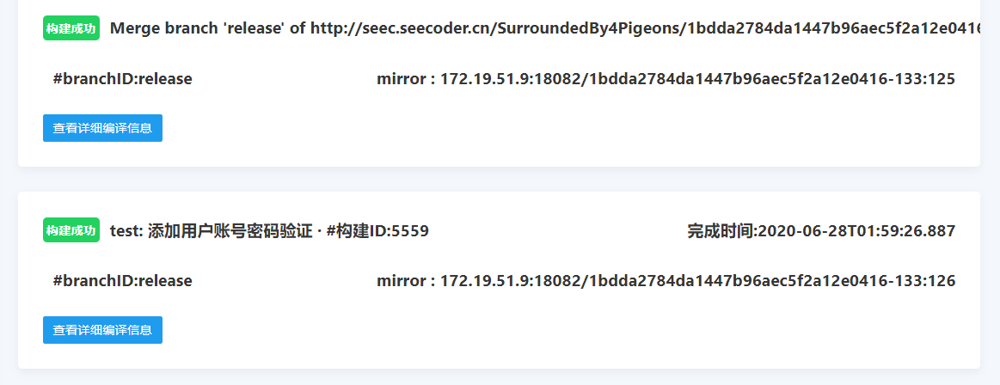 构建成功 Merge branch 'release' of http://seec.seecoder.cn/SurroundedBy4Pigeons/1bdda2784da1447b96aec5f2a12e0416
#branchID:release mirror : 172.19.51.9:18082/1bdda2784da1447b96aec5f2a12e0416-133:125
查看详细编译信息
构建成功 test: 添加用户账号密码验证 · #构建ID:5559 完成时间:2020-06-28T01:59:26.887
#branchID:release mirror : 172.19.51.9:18082/1bdda2784da1447b96aec5f2a12e0416-133:126
查看详细编译信息